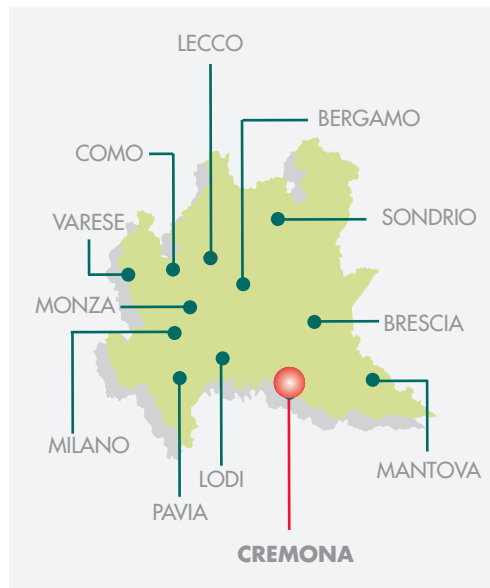 LECCO
BERGAMO
COMO
SONDRIO
VARESE
MONZA
BRESCIA
MILANO
MANTOVA
LODI
PAVIA
CREMONA